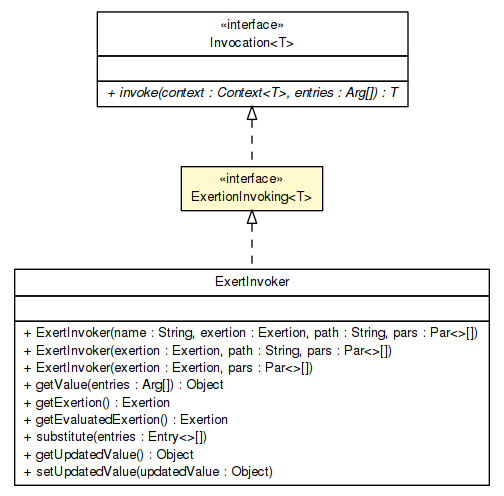 «interface»
Invocation<T>
+ invoke(context : Context<T>, entries : Arg[]) : T
«interface»
ExertionInvoking<T>
ExertInvoker
+ ExertInvoker(name : String, exertion : Exertion, path : String, pars : Par<>[])
+ ExertInvoker(exertion : Exertion, path : String, pars : Par<>[])
+ ExertInvoker(exertion : Exertion, pars : Par<>[])
+ getValue(entries : Arg[]) : Object
+ getExertion() : Exertion
+ getEvaluatedExertion() : Exertion
+ substitute(entries : Entry<>[])
+ getUpdatedValue() : Object
+ setUpdatedValue(updatedValue : Object)